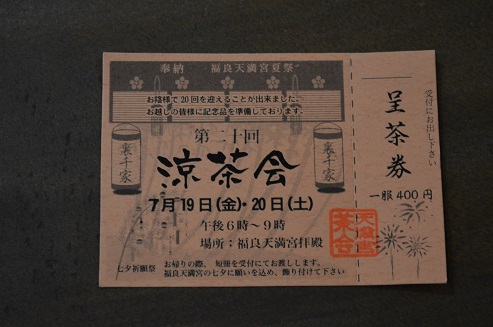 奉納　福良天満宮夏祭
お陰様で20回を迎えることが出来ました。
お越しの皆様に記念品を準備しております。
第二十回
裏千家
涼茶会
裏千家
7月19日(金)・20日(土)
午後6時～9時
場所：福良天満宮拝殿
七夕祈願祭
お帰りの際、短冊を受付にてお渡しします。
福良天満宮の七夕に願いを込め、飾り付けて下さい
受付にお出し下さい
呈茶券
一服400円